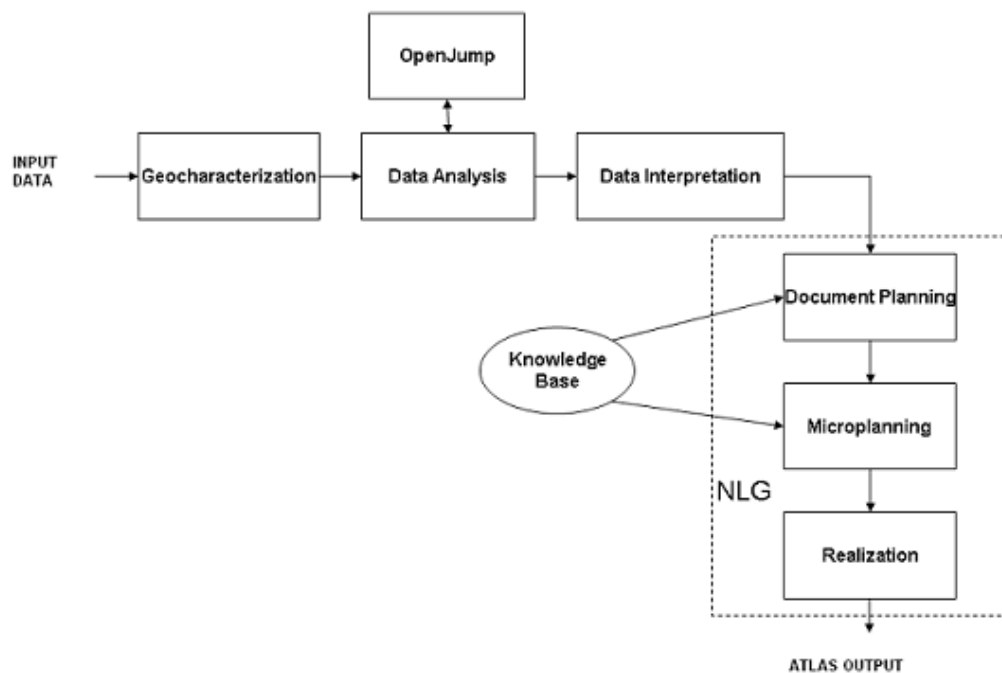 OpenJump
INPUT
DATA
Geocharacterization
Data Analysis
Data Interpretation
Document Planning
Knowledge
Base
Microplanning
NLG
Realization
ATLAS OUTPUT